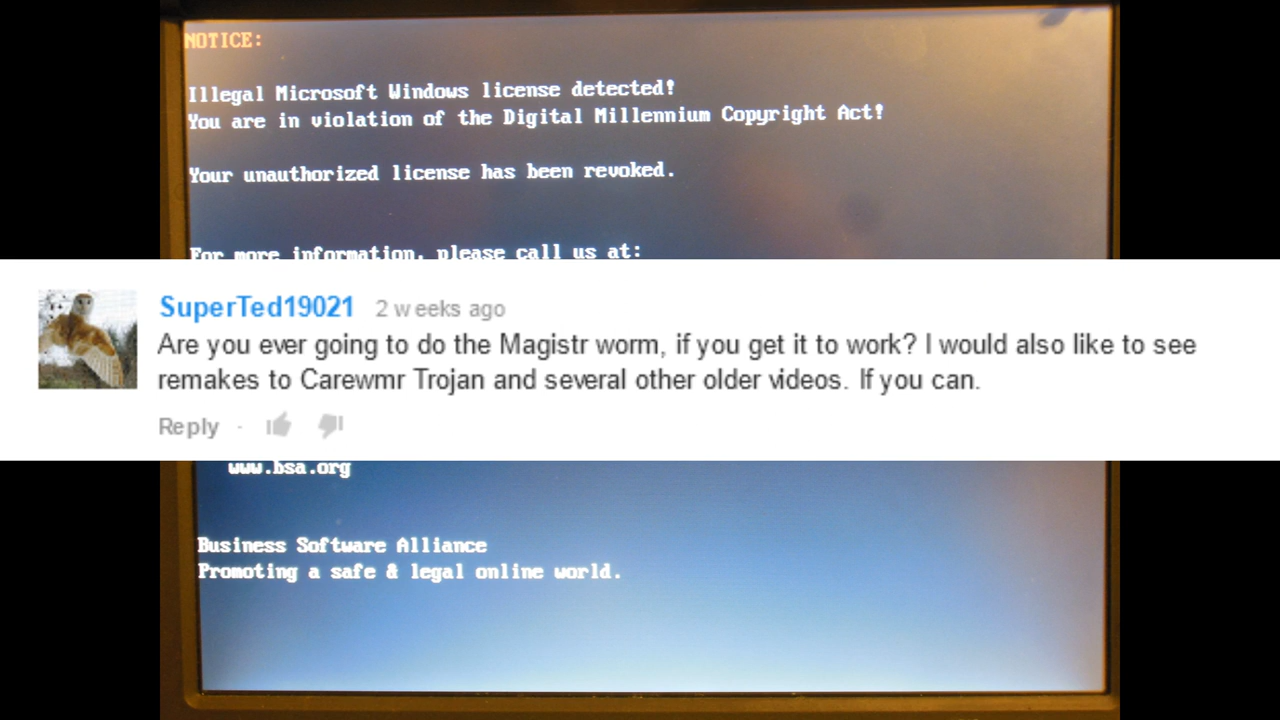 NOTICE:
Illegal Microsoft Windows license detected!
You are in violation of the Digital Millennium Copyright Act!
Your unauthorized license has been revoked.
For more information, please call us at:
SuperTed19021 2 weeks ago
Are you ever going to do the Magistr worm, if you get it to work? I would also like to see
remakes to Carewmr Trojan and several other older videos. If you can.
Reply ·
www.bsa.org
Business Software Alliance
Promoting a safe & legal online world.